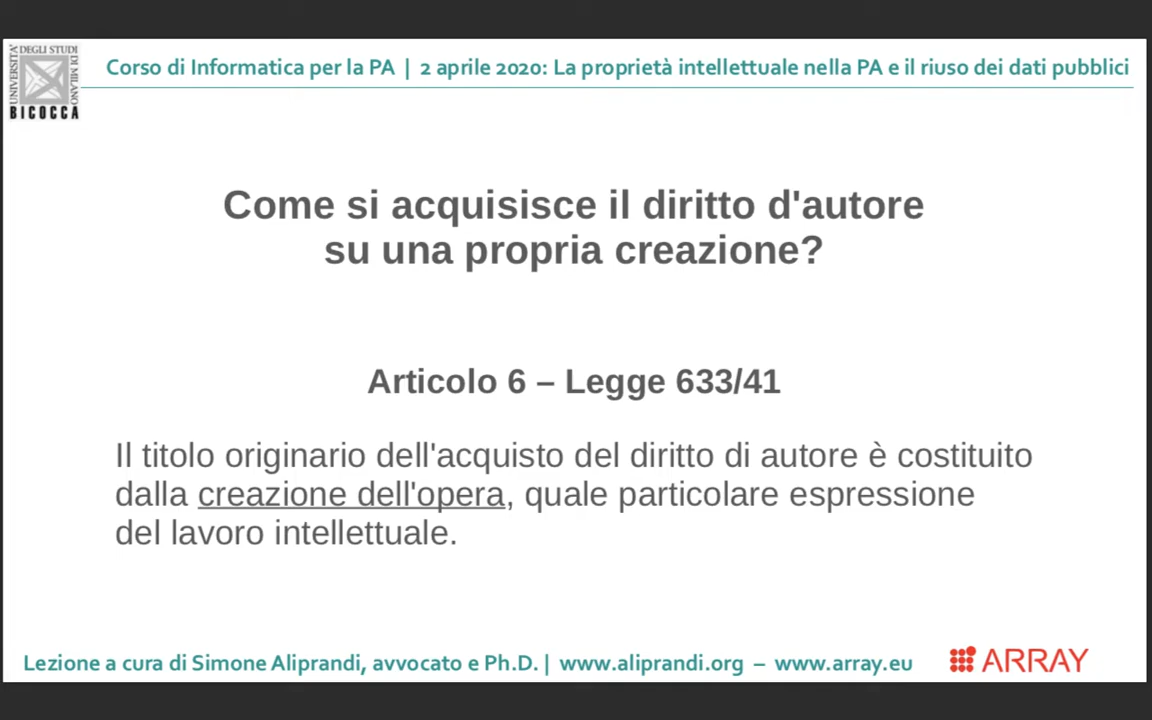 UNIVERSITA' DEGLI STUDI DI MILANO
BICOCCA
Corso di Informatica per la PA | 2 aprile 2020: La proprietà intellettuale nella PA e il riuso dei dati pubblici
Come si acquisisce il diritto d'autore
su una propria creazione?
Articolo 6 – Legge 633/41
Il titolo originario dell'acquisto del diritto di autore è costituito
dalla creazione dell'opera, quale particolare espressione
del lavoro intellettuale.
Lezione a cura di Simone Aliprandi, avvocato e Ph.D. | www.aliprandi.org – www.array.eu
ARRAY